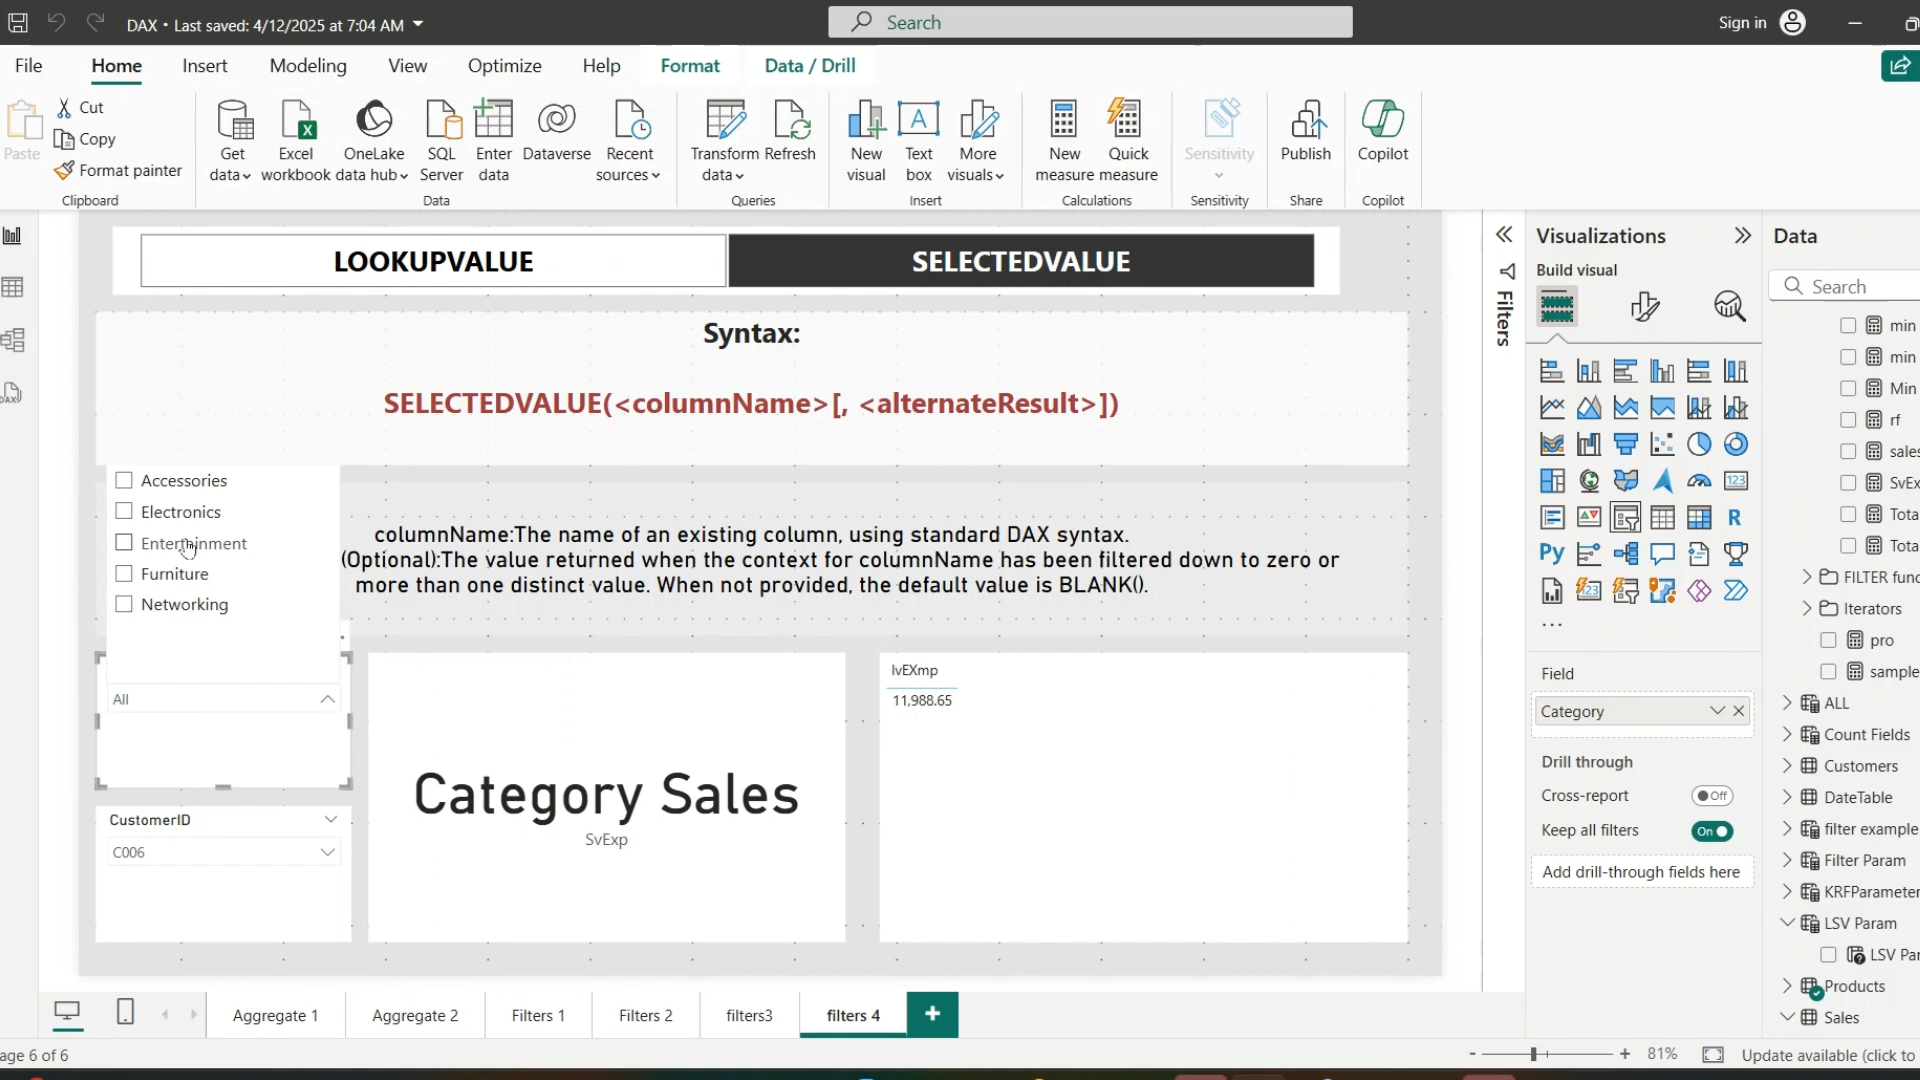 DAX • Last saved: 4/12/2025 at 7:04 AM
Search
Sign in
File
Home
Insert
Modeling
View
Optimize
Help
Format
Data / Drill
Paste
Cut
Copy
Format painter
Clipboard
Get data
Excel workbook
OneLake data hub
SQL Server
Enter data
Dataverse
Recent sources
Data
Transform data
Refresh
Queries
New visual
Text box
More visuals
Insert
New measure
Quick measure
Calculations
Sensitivity
Sensitivity
Publish
Share
Copilot
Copilot
LOOKUPVALUE
SELECTEDVALUE
Syntax:
SELECTEDVALUE(<columnName>[, <alternateResult>])
columnName:The name of an existing column, using standard DAX syntax.
(Optional):The value returned when the context for columnName has been filtered down to zero or
more than one distinct value. When not provided, the default value is BLANK().
Accessories
Electronics
Entertainment
Furniture
Networking
All
CustomerID
C006
Category Sales
SvExp
lvEXmp
11,988.65
Filters
Visualizations
Build visual
123
R
Py
123
...
Field
Category
Drill through
Cross-report
Off
Keep all filters
On
Add drill-through fields here
Data
Search
min
min
Min
rf
sales
SvEx
Tota
Tota
FILTER func
Iterators
pro
sample
ALL
Count Fields
Customers
DateTable
filter example
Filter Param
KRFParameter
LSV Param
LSV Par
Products
Sales
Aggregate 1
Aggregate 2
Filters 1
Filters 2
filters3
filters 4
+
age 6 of 6
- + 81%
Update available (click to